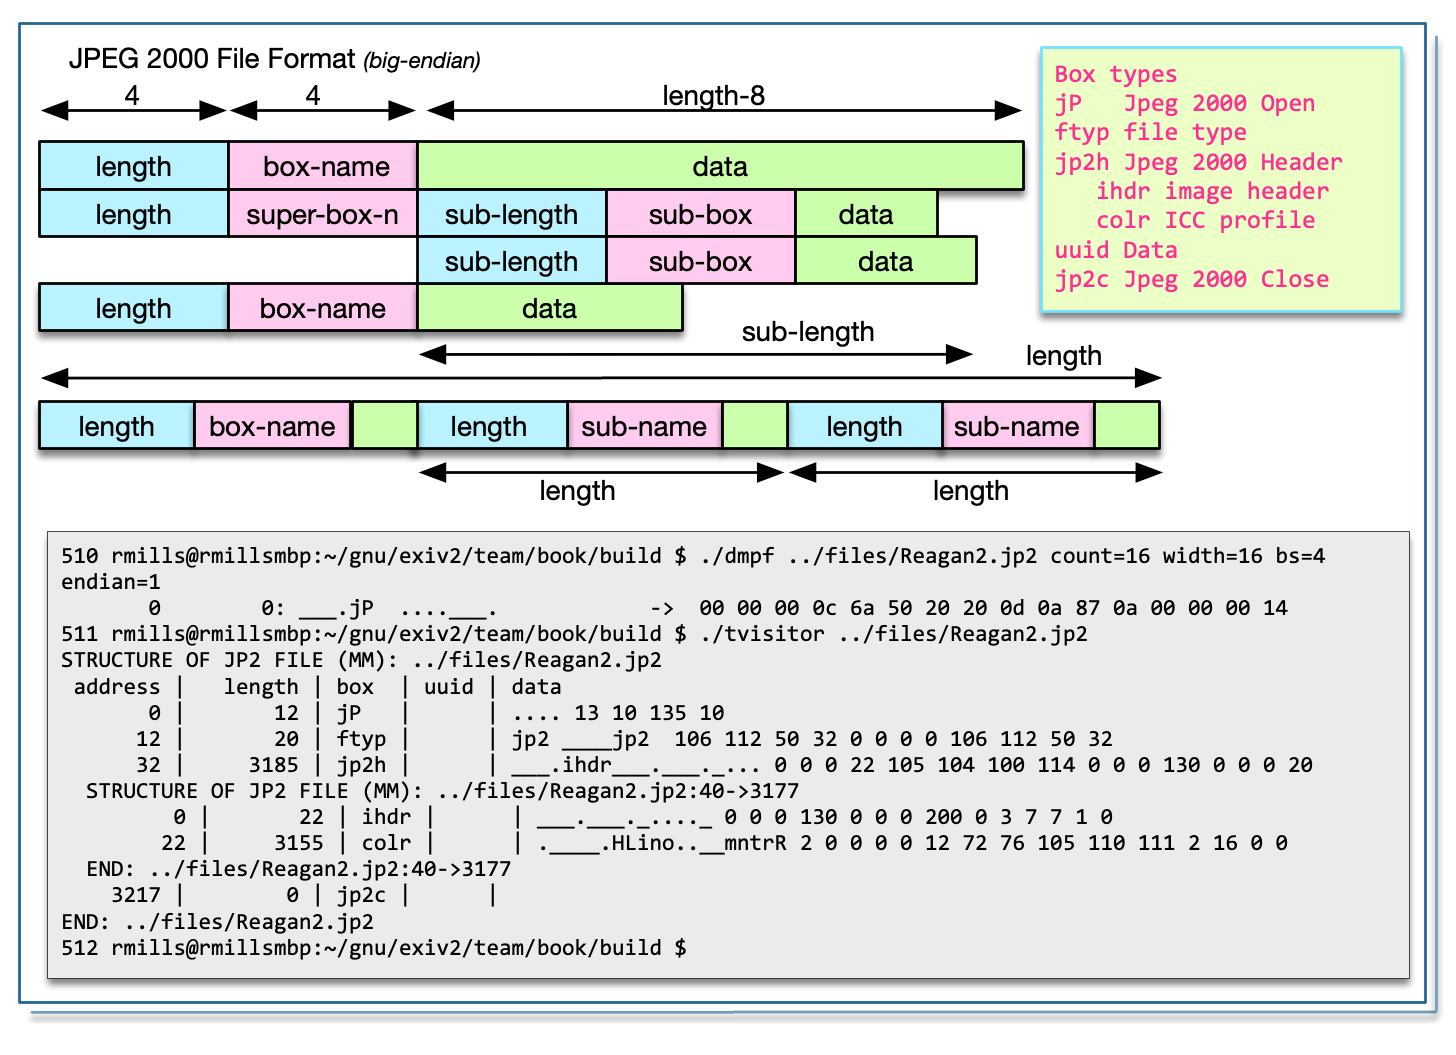 JPEG 2000 File Format (big-endian)
4 4 length-8
length box-name data
length super-box-n sub-length sub-box data
sub-length sub-box data
length box-name data
sub-length
length
length box-name length sub-name length sub-name
length length
Box types
jP   Jpeg 2000 Open
ftyp file type
jp2h Jpeg 2000 Header
   ihdr image header
   colr ICC profile
uuid Data
jp2c Jpeg 2000 Close
510 rmills@rmillsmbp:~/gnu/exiv2/team/book/build $ ./dmpf ../files/Reagan2.jp2 count=16 width=16 bs=4
endian=1
       0        0: ___.jP  ....___.             ->  00 00 00 0c 6a 50 20 20 0d 0a 87 0a 00 00 00 14
511 rmills@rmillsmbp:~/gnu/exiv2/team/book/build $ ./tvisitor ../files/Reagan2.jp2
STRUCTURE OF JP2 FILE (MM): ../files/Reagan2.jp2
 address |   length | box  | uuid | data
       0 |       12 | jP   |      | .... 13 10 135 10
      12 |       20 | ftyp |      | jp2 ____jp2  106 112 50 32 0 0 0 0 106 112 50 32
      32 |     3185 | jp2h |      | ___.ihdr___.___._... 0 0 0 22 105 104 100 114 0 0 0 130 0 0 0 20
  STRUCTURE OF JP2 FILE (MM): ../files/Reagan2.jp2:40->3177
         0 |       22 | ihdr |      | ___.___._...._ 0 0 0 130 0 0 0 200 0 3 7 7 1 0
        22 |     3155 | colr |      | .____.HLino..__mntrR 2 0 0 0 0 12 72 76 105 110 111 2 16 0 0
  END: ../files/Reagan2.jp2:40->3177
    3217 |        0 | jp2c |      |
END: ../files/Reagan2.jp2
512 rmills@rmillsmbp:~/gnu/exiv2/team/book/build $